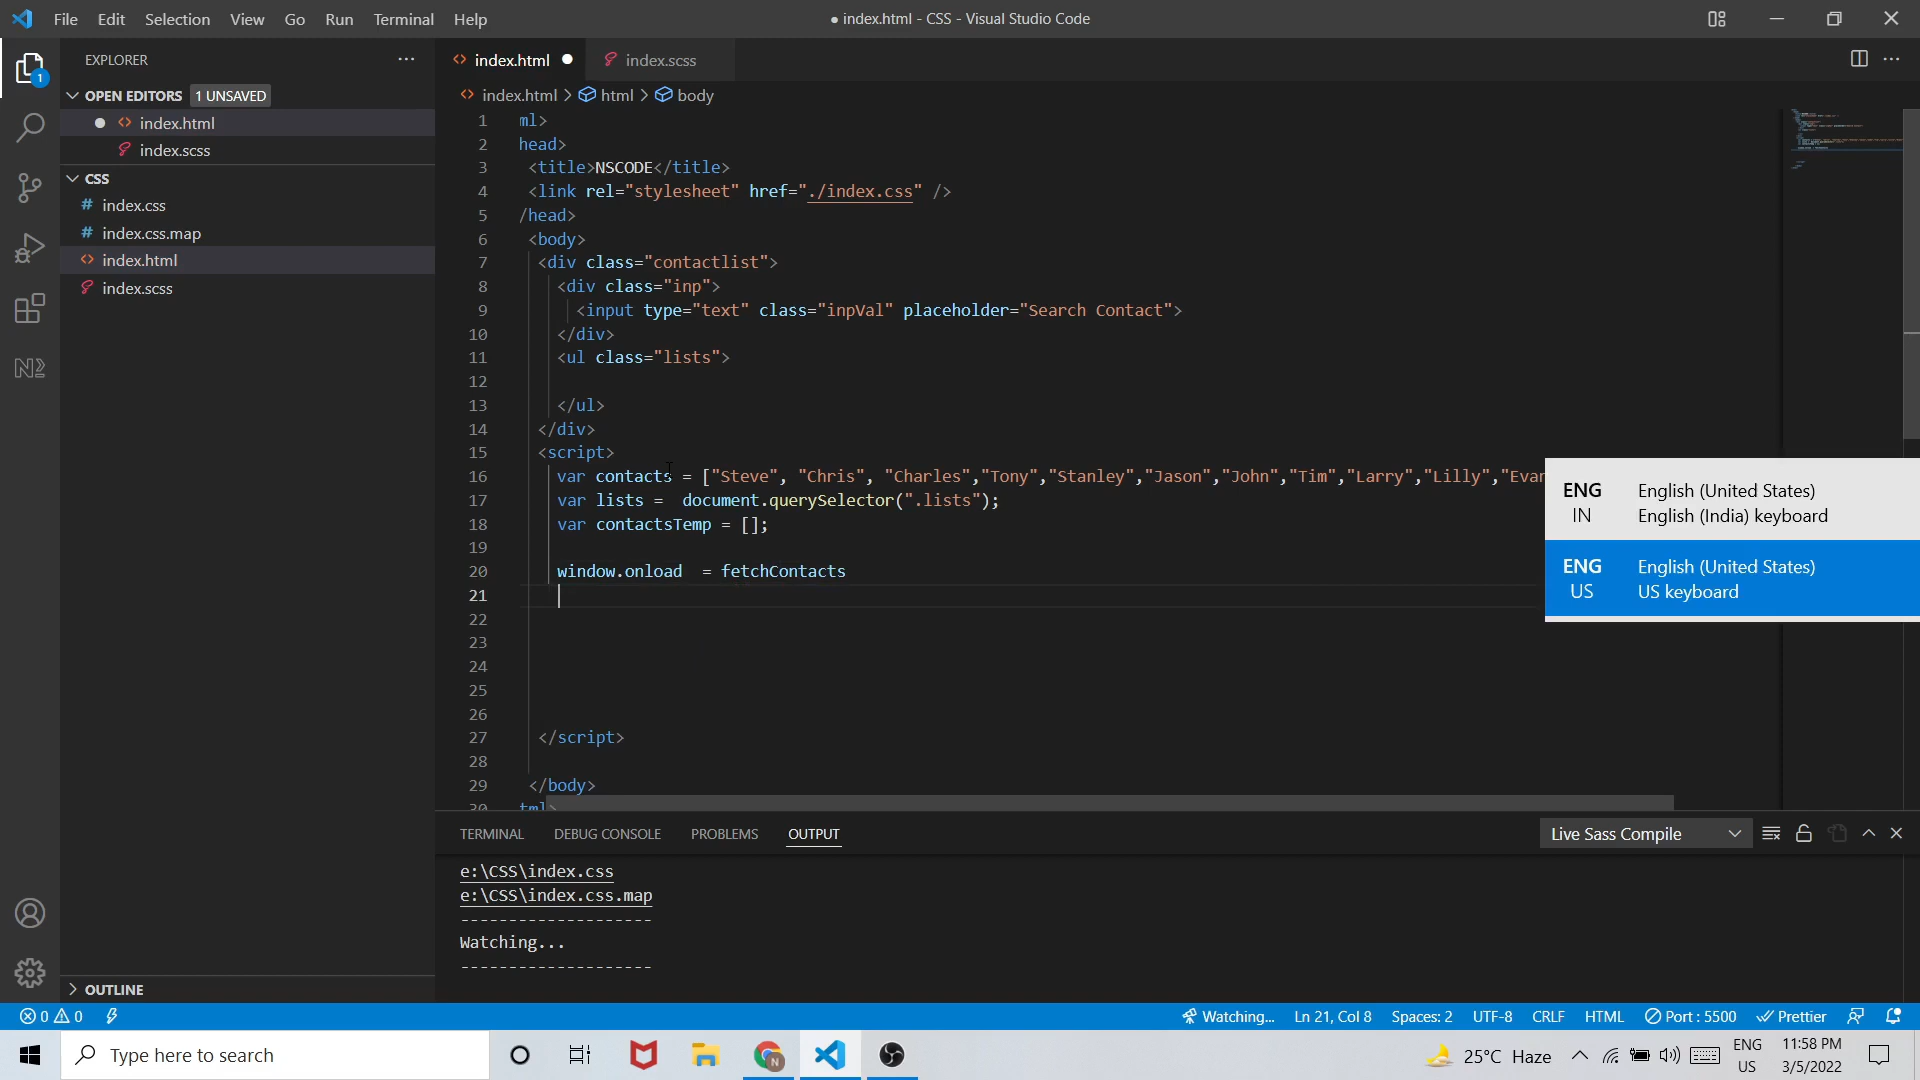 File Edit Selection View Go Run Terminal Help
● index.html - CSS - Visual Studio Code
EXPLORER
OPEN EDITORS 1 UNSAVED
index.html
index.scss
CSS
index.css
index.css.map
index.html
index.scss
OUTLINE
index.html
index.scss
index.html > html > body
1 ml>
2 head>
3 <title>NSCODE</title>
4 <link rel="stylesheet" href="./index.css" />
5 /head>
6 <body>
7 <div class="contactlist">
8 <div class="inp">
9 <input type="text" class="inpVal" placeholder="Search Contact">
10 </div>
11 <ul class="lists">
12
13 </ul>
14 </div>
15 <script>
16 var contacts = ["Steve", "Chris", "Charles","Tony","Stanley","Jason","John","Tim","Larry","Lilly","Evan
17 var lists =  document.querySelector(".lists");
18 var contactsTemp = [];
19
20 window.onload  = fetchContacts
21
22
23
24
25
26
27 </script>
28
29 </body>
30 tml>
ENG English (United States)
IN English (India) keyboard
ENG English (United States)
US US keyboard
TERMINAL DEBUG CONSOLE PROBLEMS OUTPUT
Live Sass Compile
e:\CSS\index.css
e:\CSS\index.css.map
--------------------
Watching...
--------------------
0 0 Watching... Ln 21, Col 8 Spaces: 2 UTF-8 CRLF HTML Port : 5500 Prettier
Type here to search
25°C Haze
ENG
US
11:58 PM
3/5/2022